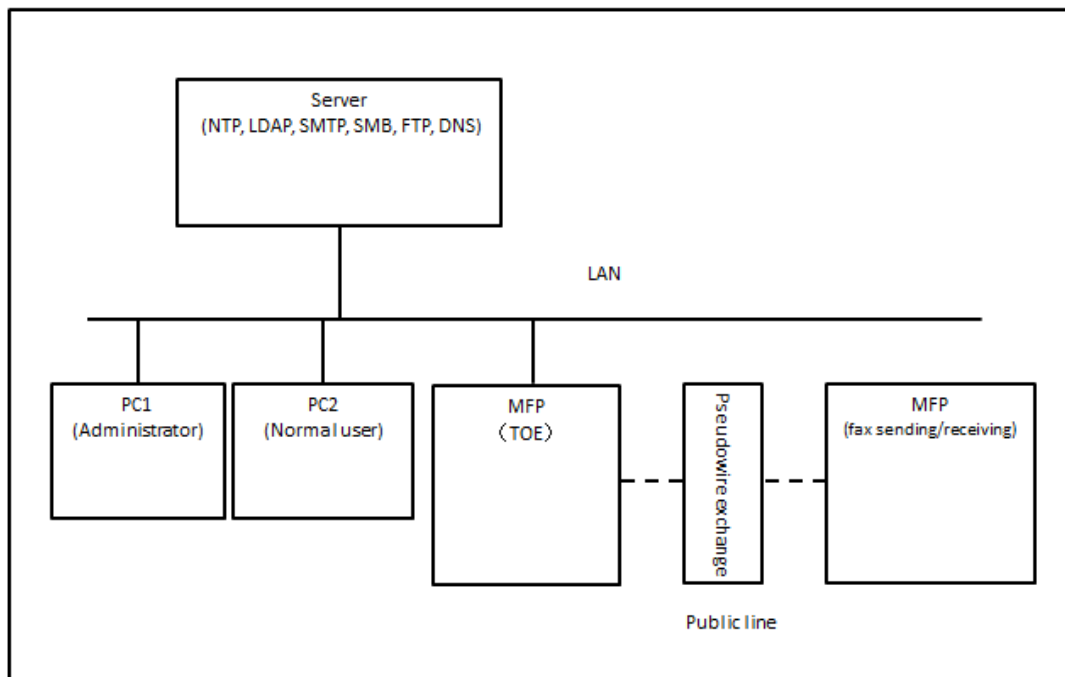 Server
(NTP, LDAP, SMTP, SMB, FTP, DNS)
LAN
PC1
(Administrator)
PC2
(Normal user)
MFP
（TOE）
Pseudowire exchange
MFP
(fax sending/receiving)
Public line